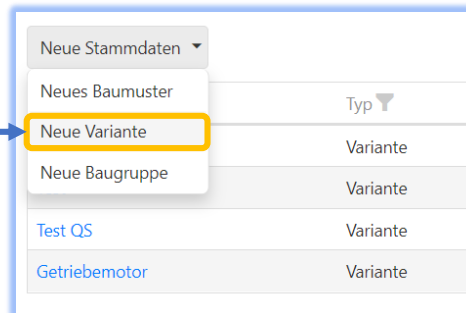 Neue Stammdaten
Neues Baumuster
Typ
Neue Variante
Variante
Neue Baugruppe
Variante
Test QS
Variante
Getriebemotor
Variante